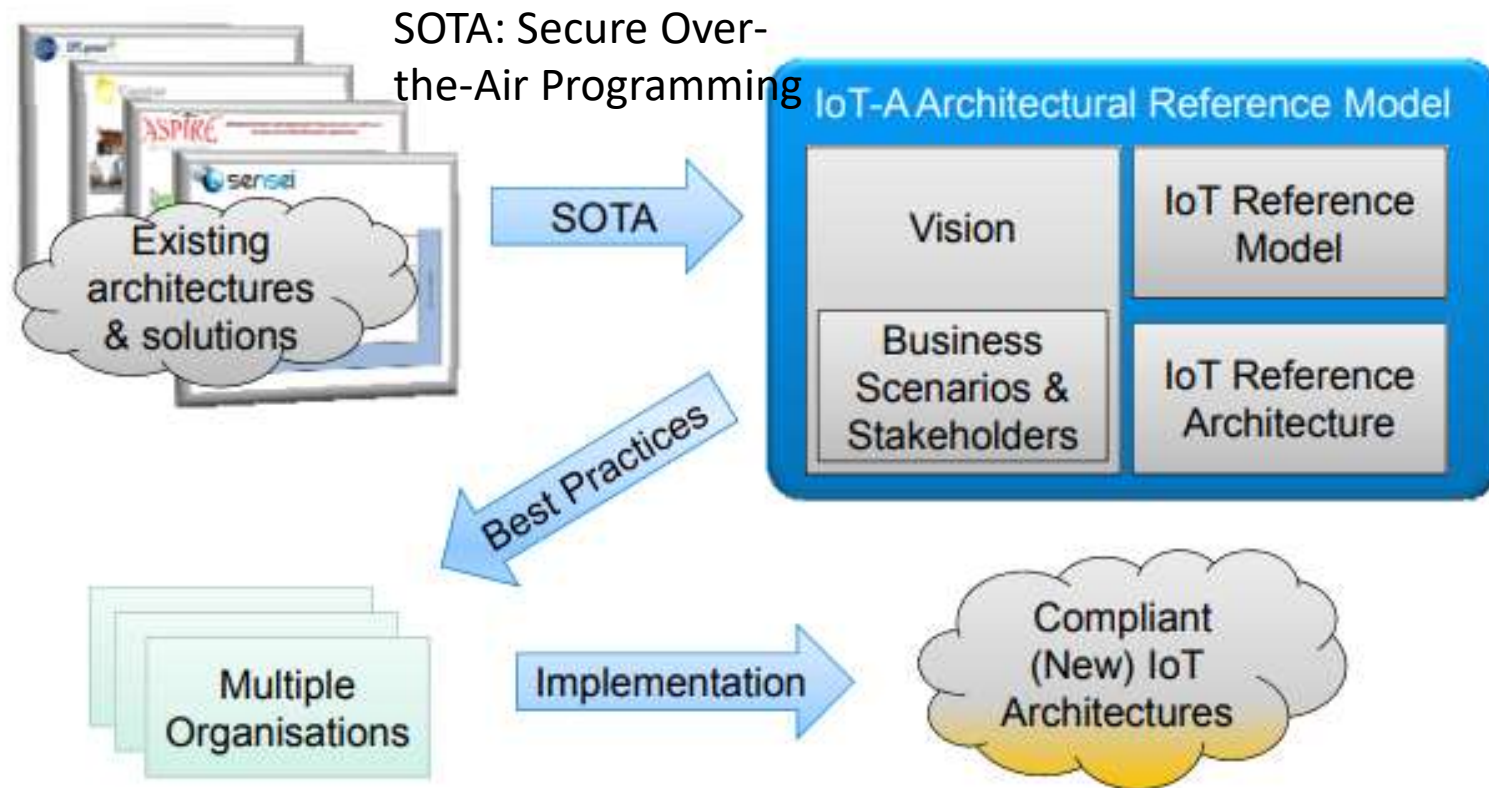 SOTA: Secure Over-
the-Air Programming
ASPIRE
sensei
Existing
architectures
& solutions
SOTA
IoT-A Architectural Reference Model
Vision
Business
Scenarios &
Stakeholders
IoT Reference
Model
IoT Reference
Architecture
Best Practices
Multiple
Organisations
Implementation
Compliant
(New) IoT
Architectures